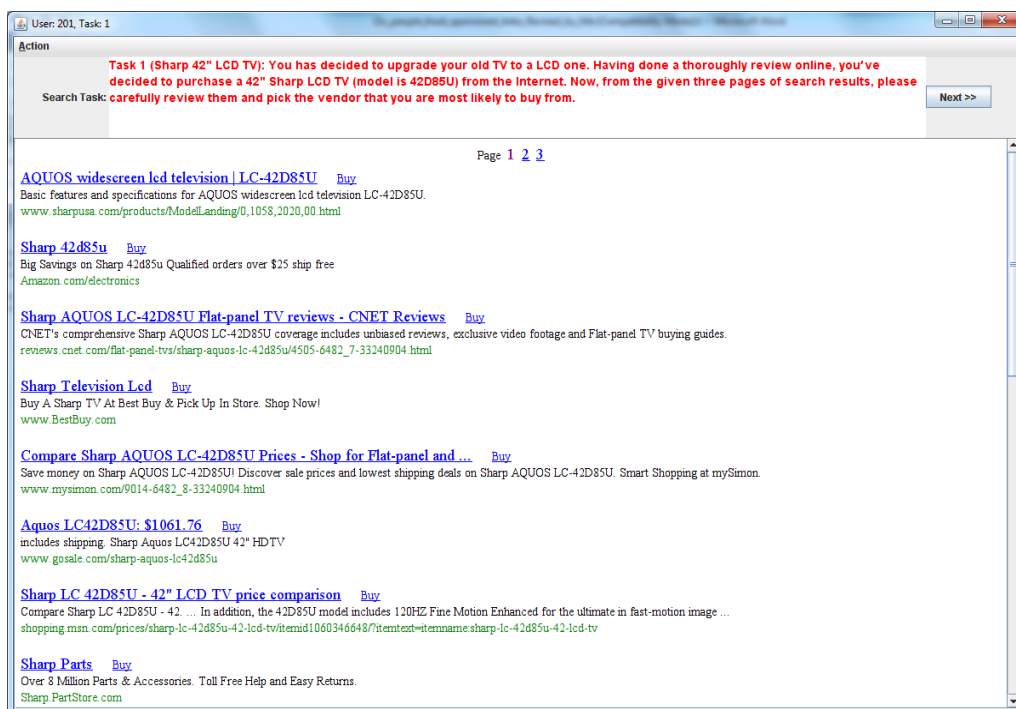 User: 201, Task: 1
Action
Search Task:
Task 1 (Sharp 42" LCD TV): You has decided to upgrade your old TV to a LCD one. Having done a thoroughly review online, you've
decided to purchase a 42" Sharp LCD TV (model is 42D85U) from the Internet. Now, from the given three pages of search results, please
carefully review them and pick the vendor that you are most likely to buy from.
Next >>
Page 1 2 3
AQUOS widescreen lcd television | LC-42D85U Buy
Basic features and specifications for AQUOS widescreen lcd television LC-42D85U.
www.sharpusa.com/products/ModelLanding/0,1058,2020,00.html
Sharp 42d85u Buy
Big Savings on Sharp 42d85u Qualified orders over $25 ship free
Amazon.com/electronics
Sharp AQUOS LC-42D85U Flat-panel TV reviews - CNET Reviews Buy
CNET's comprehensive Sharp AQUOS LC-42D85U coverage includes unbiased reviews, exclusive video footage and Flat-panel TV buying guides.
reviews.cnet.com/flat-panel-tvs/sharp-aquos-lc-42d85u/4505-6482_7-33240904.html
Sharp Television Lcd Buy
Buy A Sharp TV At Best Buy & Pick Up In Store. Shop Now!
www.BestBuy.com
Compare Sharp AQUOS LC-42D85U Prices - Shop for Flat-panel and ... Buy
Save money on Sharp AQUOS LC-42D85U! Discover sale prices and lowest shipping deals on Sharp AQUOS LC-42D85U. Smart Shopping at mySimon.
www.mysimon.com/9014-6482_8-33240904.html
Aquos LC42D85U: $1061.76 Buy
includes shipping. Sharp Aquos LC42D85U 42" HDTV
www.gosale.com/sharp-aquos-lc42d85u
Sharp LC 42D85U - 42" LCD TV price comparison Buy
Compare Sharp LC 42D85U - 42. ... In addition, the 42D85U model includes 120HZ Fine Motion Enhanced for the ultimate in fast-motion image ...
shopping.msn.com/prices/sharp-lc-42d85u-42-lcd-tv/itemid1060346648/?itemtext=itemname:sharp-lc-42d85u-42-lcd-tv
Sharp Parts Buy
Over 8 Million Parts & Accessories. Toll Free Help and Easy Returns.
Sharp.PartStore.com